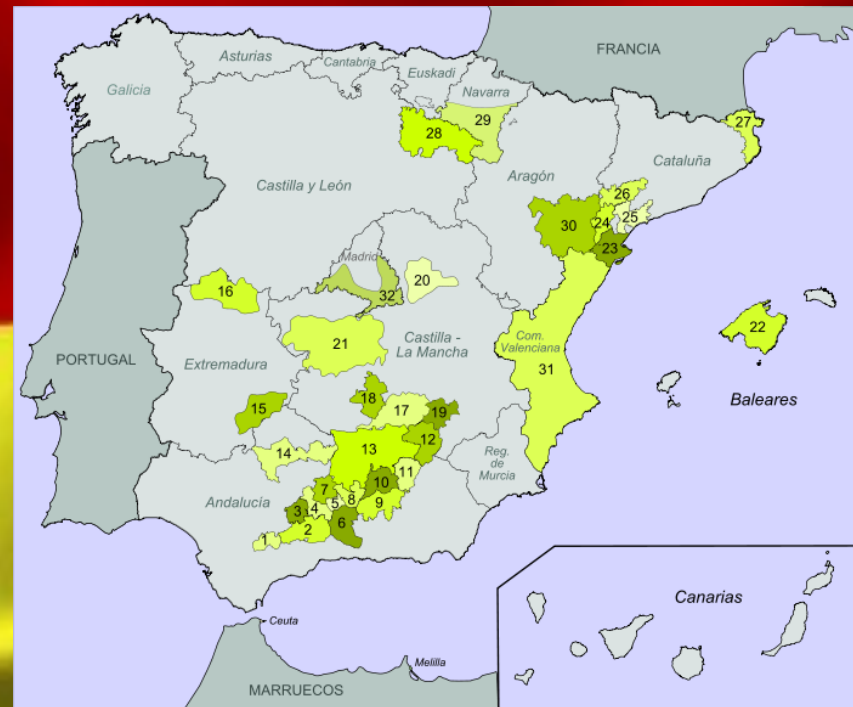 FRANCIA
Asturias
Cantabria
Euskadi
Galicia
Navarra
27
29
28
Cataluña
Aragón
Castilla y León
26
25
30
24
23
Madrid
20
16
32
22
Com.
Valenciana
Castilla -
La Mancha
21
PORTUGAL
Extremadura
31
Baleares
18
15
17
19
12
13
14
Reg.
de
Murcia
11
10
7
8
9
Andalucía
3
4
5
6
2
1
Canarias
Ceuta
Melilla
MARRUECOS